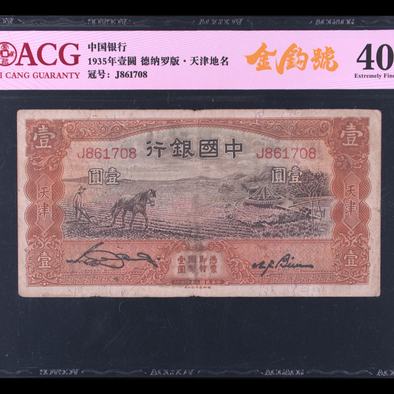 ACG
I CANG GUARANTY
中国银行
1935年壹圆 德纳罗版·天津地名
冠号: J861708
金钧號
40
Extremely Fine
壹
壹
J861708
J861708
行銀國中
圓壹
圓壹
天津
天津
壹
壹